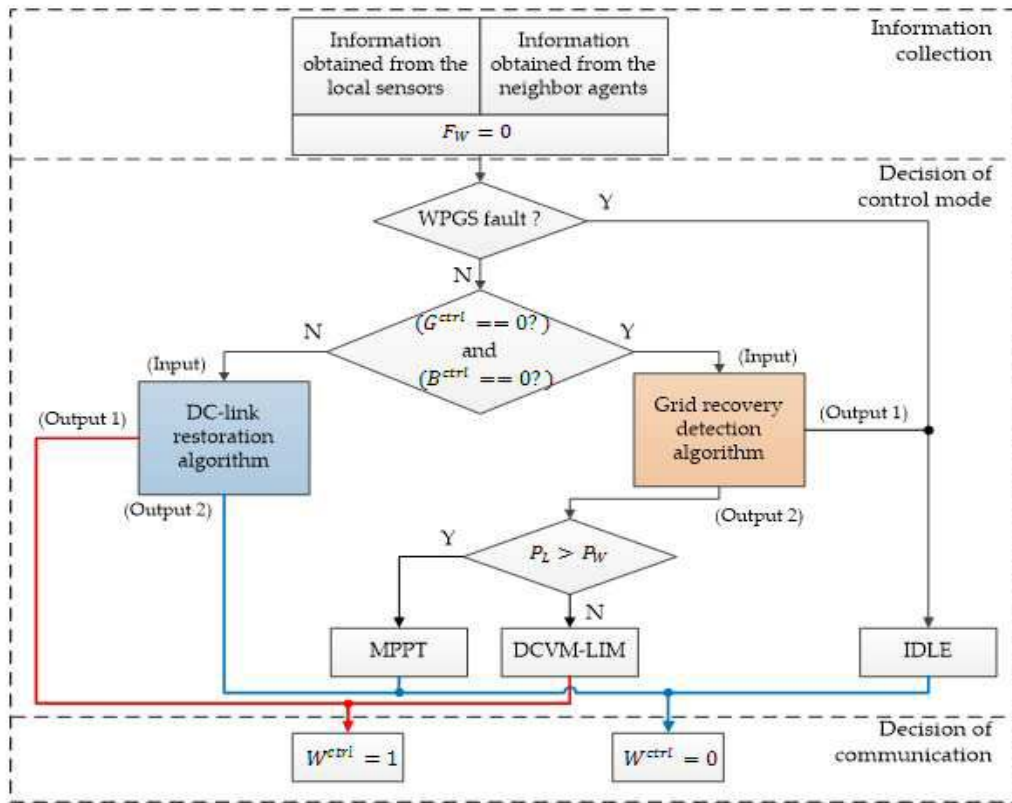 Information
obtained from the
local sensors
Information
obtained from the
neighbor agents
F_W = 0
Information
collection
Decision of
control mode
WPGS fault ?
Y
N
(G^ctrl == 0?)
and
(B^ctrl == 0?)
N
Y
(Input)
(Input)
DC-link
restoration
algorithm
(Output 1)
(Output 2)
Grid recovery
detection
algorithm
(Output 1)
(Output 2)
P_L > P_W
Y
N
MPPT
DCVM-LIM
IDLE
Decision of
communication
W^ctrl = 1
W^ctrl = 0